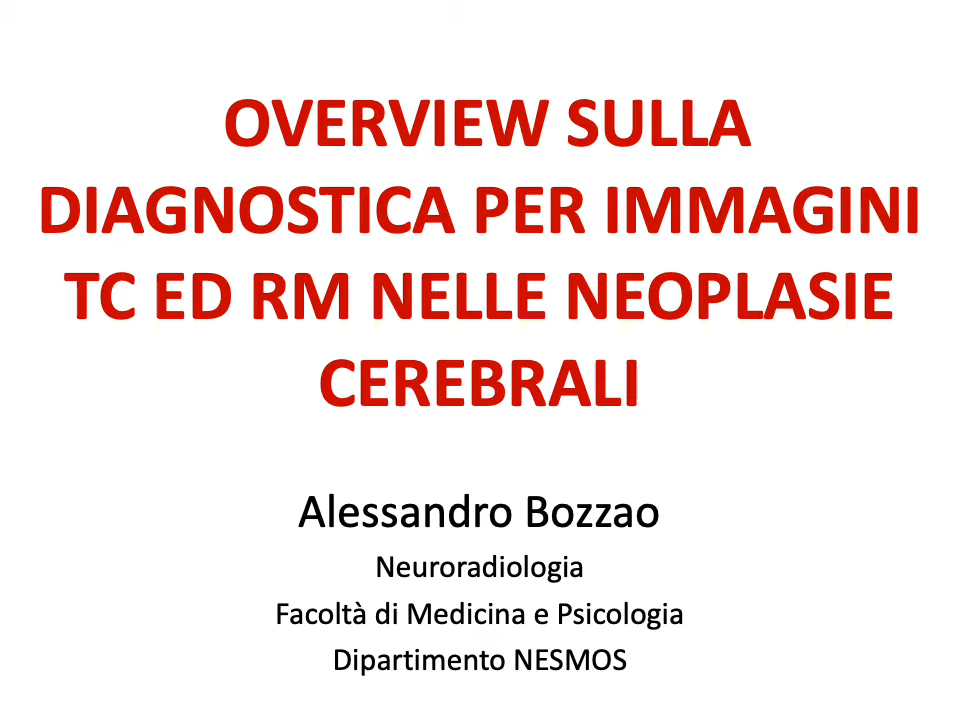 OVERVIEW SULLA
DIAGNOSTICA PER IMMAGINI
TC ED RM NELLE NEOPLASIE
CEREBRALI
Alessandro Bozzao
Neuroradiologia
Facoltà di Medicina e Psicologia
Dipartimento NESMOS